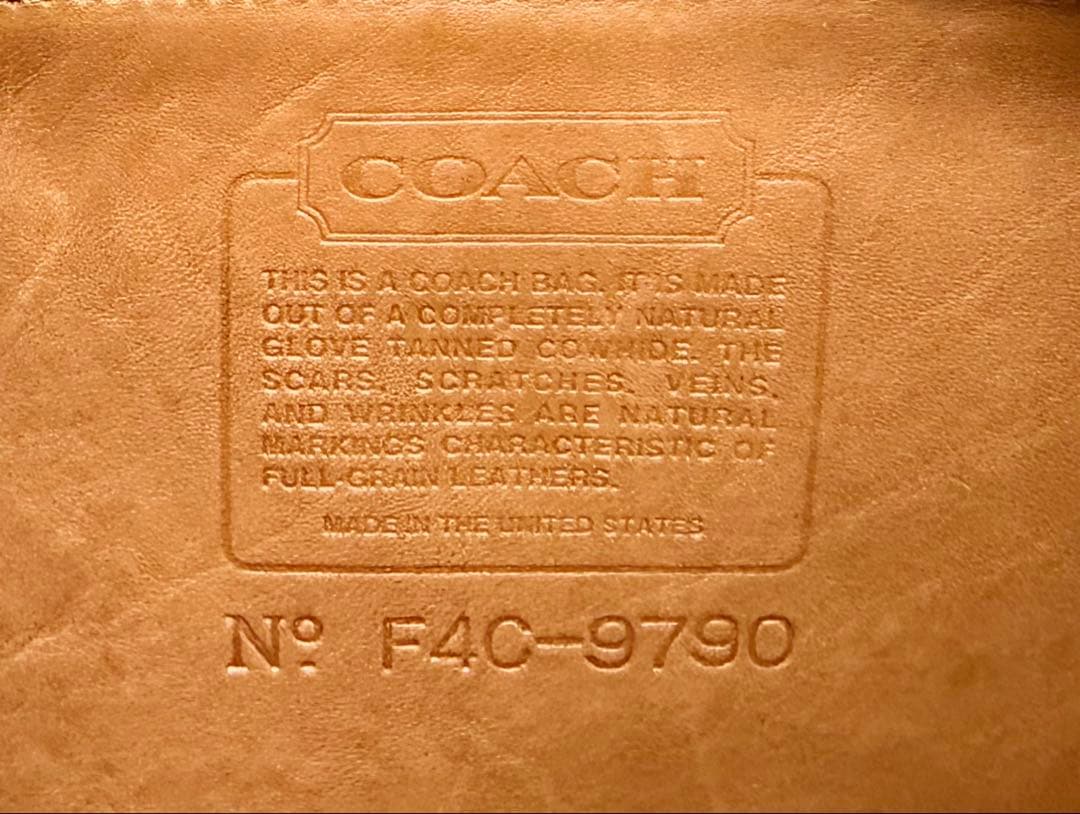 COACH
THIS IS A COACH BAG. IT IS MADE
OUT OF A COMPLETELY NATURAL
GLOVE TANNED COWHIDE. THE
SCARS, SCRATCHES, VEINS,
AND WRINKLES ARE NATURAL
MARKINGS CHARACTERISTIC OF
FULL-GRAIN LEATHERS.
MADE IN THE UNITED STATES
Nº F4C-9790